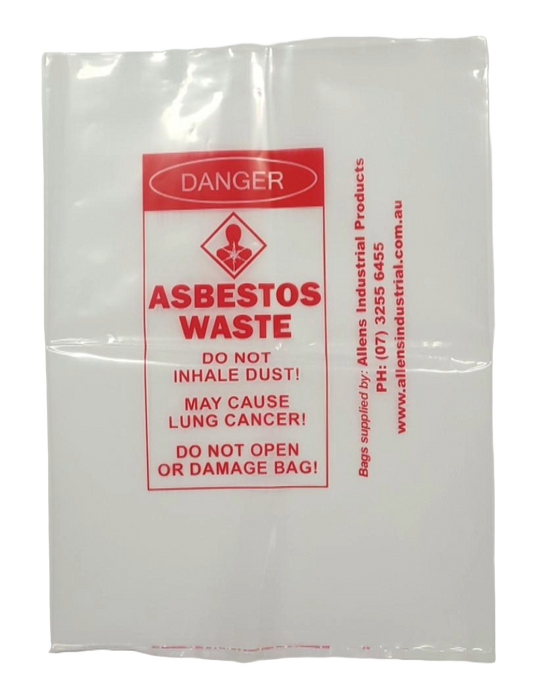 DANGER
ASBESTOS
WASTE
DO NOT
INHALE DUST!
MAY CAUSE
LUNG CANCER!
DO NOT OPEN
OR DAMAGE BAG!
Bags supplied by: Allens Industrial Products
PH: (07) 3255 6455
www.allensindustrial.com.au